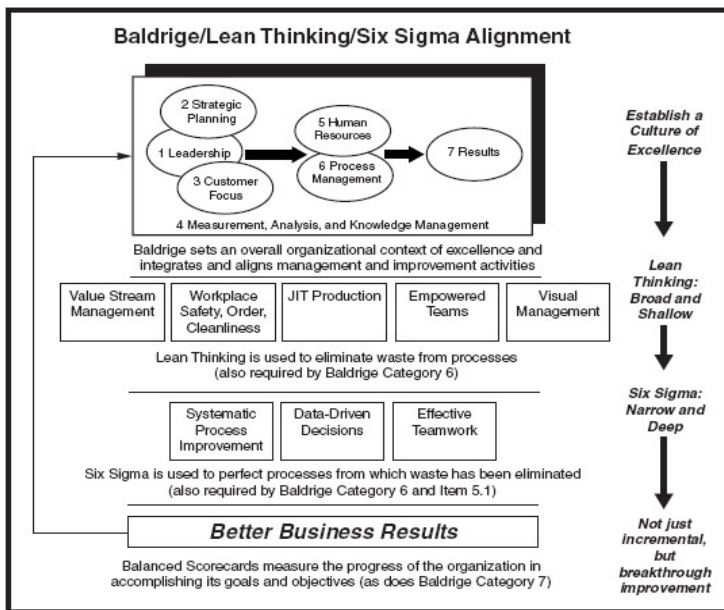 Baldrige/Lean Thinking/Six Sigma Alignment
2 Strategic
Planning
1 Leadership
3 Customer
Focus
5 Human
Resources
6 Process
Management
7 Results
4 Measurement, Analysis, and Knowledge Management
Baldrige sets an overall organizational context of excellence and
integrates and aligns management and improvement activities
Value Stream
Management
Workplace
Safety, Order,
Cleanliness
JIT Production
Empowered
Teams
Visual
Management
Lean Thinking is used to eliminate waste from processes
(also required by Baldrige Category 6)
Systematic
Process
Improvement
Data-Driven
Decisions
Effective
Teamwork
Six Sigma is used to perfect processes from which waste has been eliminated
(also required by Baldrige Category 6 and Item 5.1)
Better Business Results
Balanced Scorecards measure the progress of the organization in
accomplishing its goals and objectives (as does Baldrige Category 7)
Establish a
Culture of
Excellence
Lean
Thinking:
Broad and
Shallow
Six Sigma:
Narrow and
Deep
Not just
incremental,
but
breakthrough
improvement